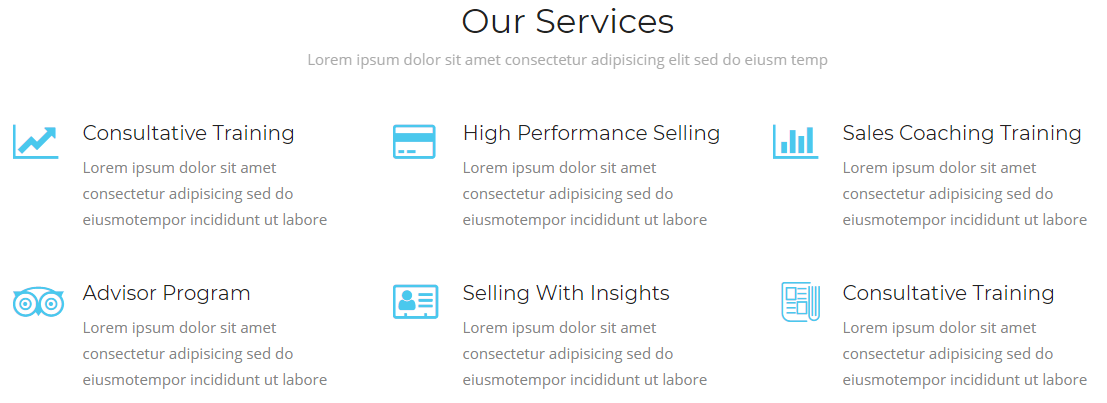 Our Services
Lorem ipsum dolor sit amet consectetur adipisicing elit sed do eiusm temp
Consultative Training
Lorem ipsum dolor sit amet
consectetur adipisicing sed do
eiusmotempor incididunt ut labore
High Performance Selling
Lorem ipsum dolor sit amet
consectetur adipisicing sed do
eiusmotempor incididunt ut labore
Sales Coaching Training
Lorem ipsum dolor sit amet
consectetur adipisicing sed do
eiusmotempor incididunt ut labore
Advisor Program
Lorem ipsum dolor sit amet
consectetur adipisicing sed do
eiusmotempor incididunt ut labore
Selling With Insights
Lorem ipsum dolor sit amet
consectetur adipisicing sed do
eiusmotempor incididunt ut labore
Consultative Training
Lorem ipsum dolor sit amet
consectetur adipisicing sed do
eiusmotempor incididunt ut labore